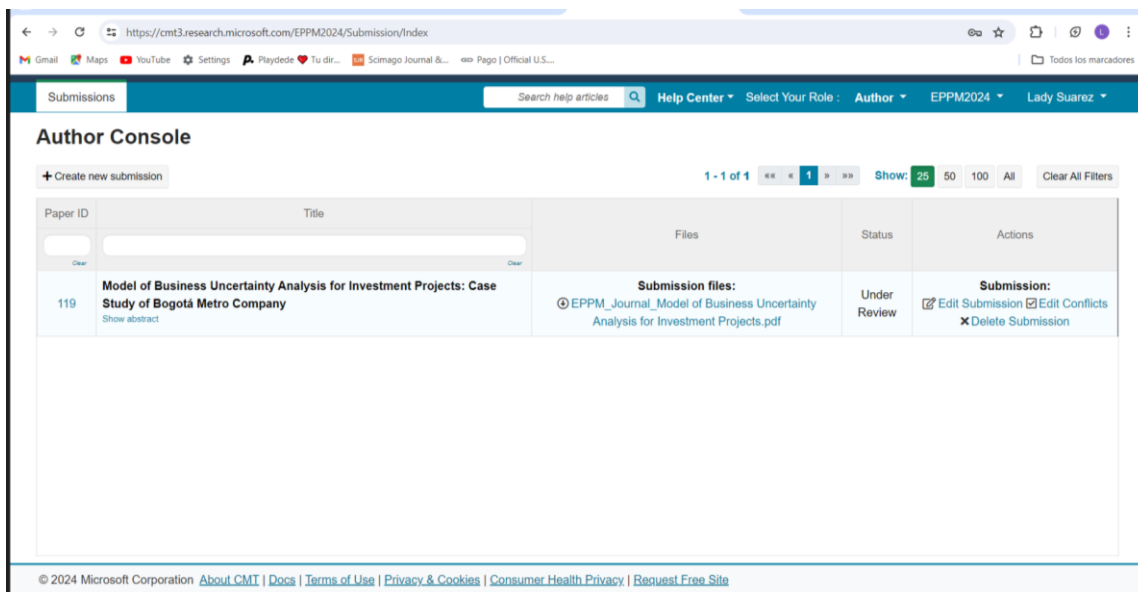 https://cmt3.research.microsoft.com/EPPM2024/Submission/Index
L
Gmail Maps YouTube Settings Playdede Tu dir... Scimago Journal &... Pago | Official U.S.... Todos los marcadores
Submissions Search help articles Help Center Select Your Role : Author EPPM2024 Lady Suarez
Author Console
+ Create new submission 1 - 1 of 1 «« « 1 » »» Show: 25 50 100 All Clear All Filters
Paper ID Title Files Status Actions
Clear Clear
119
Model of Business Uncertainty Analysis for Investment Projects: Case
Study of Bogotá Metro Company
Show abstract
Submission files:
EPPM_Journal_Model of Business Uncertainty
Analysis for Investment Projects.pdf
Under
Review
Submission:
Edit Submission Edit Conflicts
Delete Submission
© 2024 Microsoft Corporation About CMT | Docs | Terms of Use | Privacy & Cookies | Consumer Health Privacy | Request Free Site